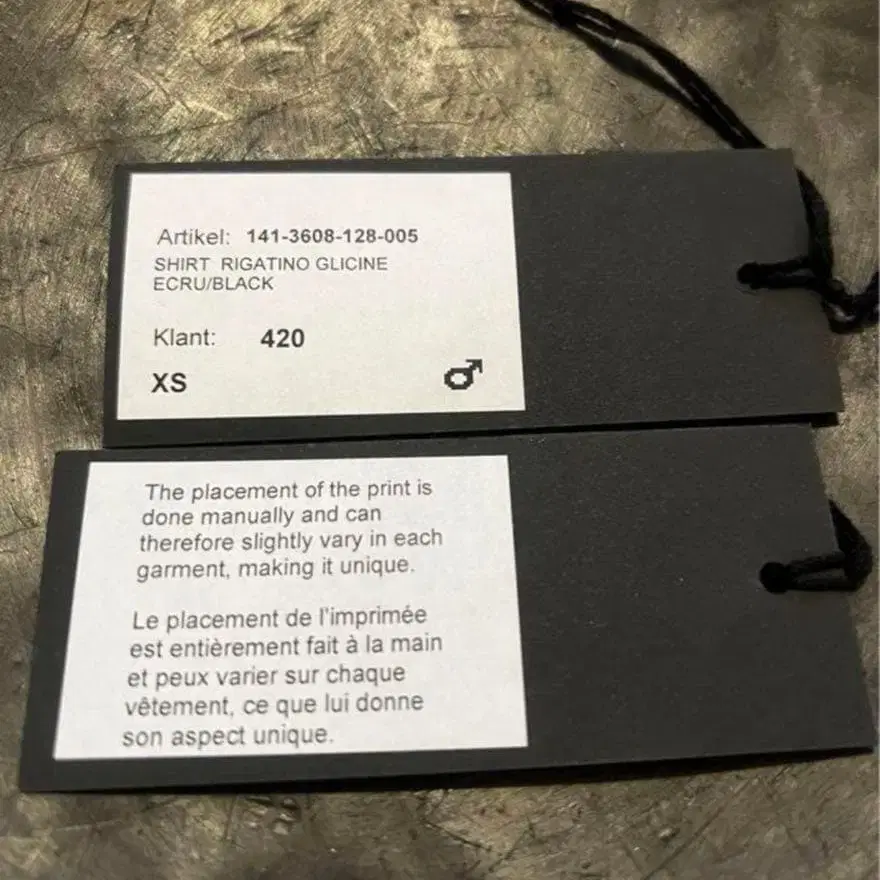 Artikel: 141-3608-128-005
SHIRT RIGATINO GLICINE
ECRU/BLACK
Klant: 420
XS
The placement of the print is
done manually and can
therefore slightly vary in each
garment, making it unique.
Le placement de l'imprimée
est entièrement fait à la main
et peux varier sur chaque
vêtement, ce que lui donne
son aspect unique.